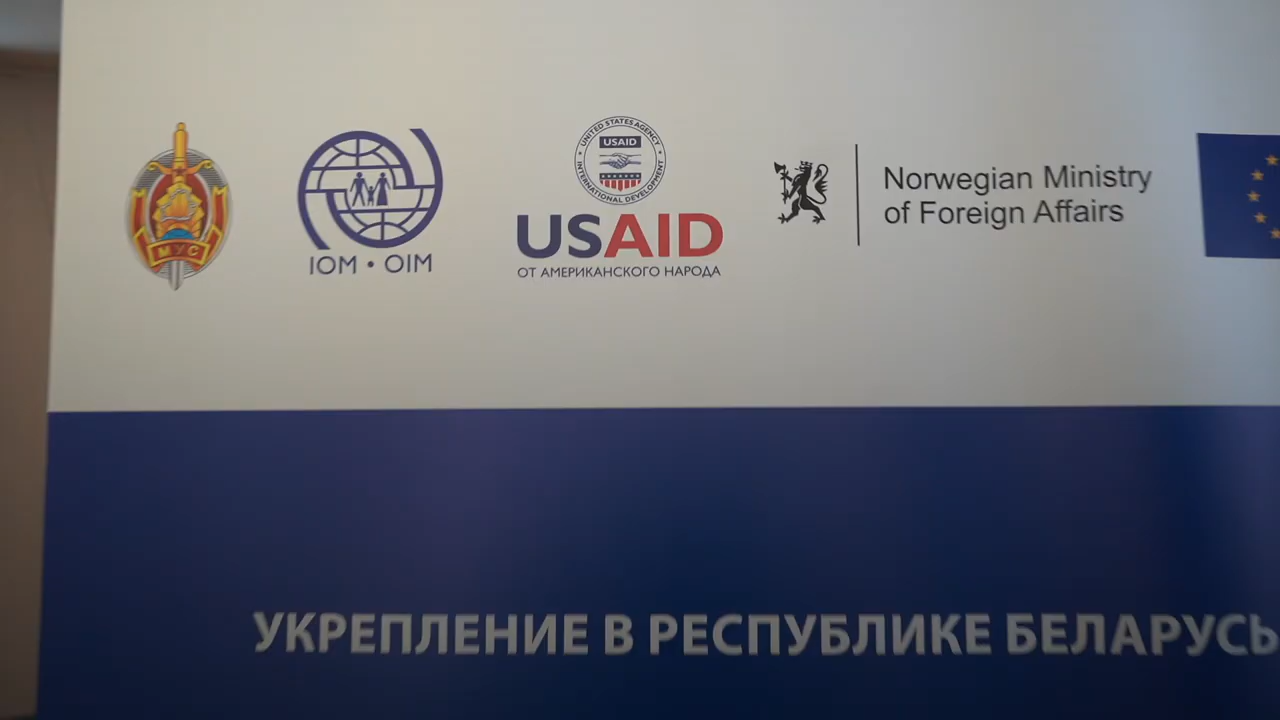 МУС
IOM • OIM
UNITED STATES AGENCY
USAID
INTERNATIONAL DEVELOPMENT
USAID
ОТ АМЕРИКАНСКОГО НАРОДА
Norwegian Ministry
of Foreign Affairs
УКРЕПЛЕНИЕ В РЕСПУБЛИКЕ БЕЛАРУСЬ